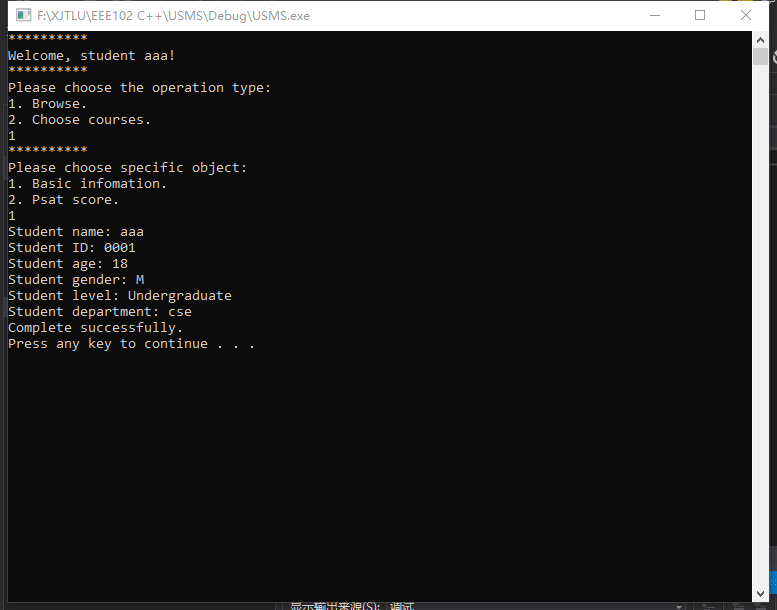 F:\XJTLU\EEE102 C++\USMS\Debug\USMS.exe
**********
Welcome, student aaa!
**********
Please choose the operation type:
1. Browse.
2. Choose courses.
1
**********
Please choose specific object:
1. Basic infomation.
2. Psat score.
1
Student name: aaa
Student ID: 0001
Student age: 18
Student gender: M
Student level: Undergraduate
Student department: cse
Complete successfully.
Press any key to continue . . .
显示输出来源(S): 调试